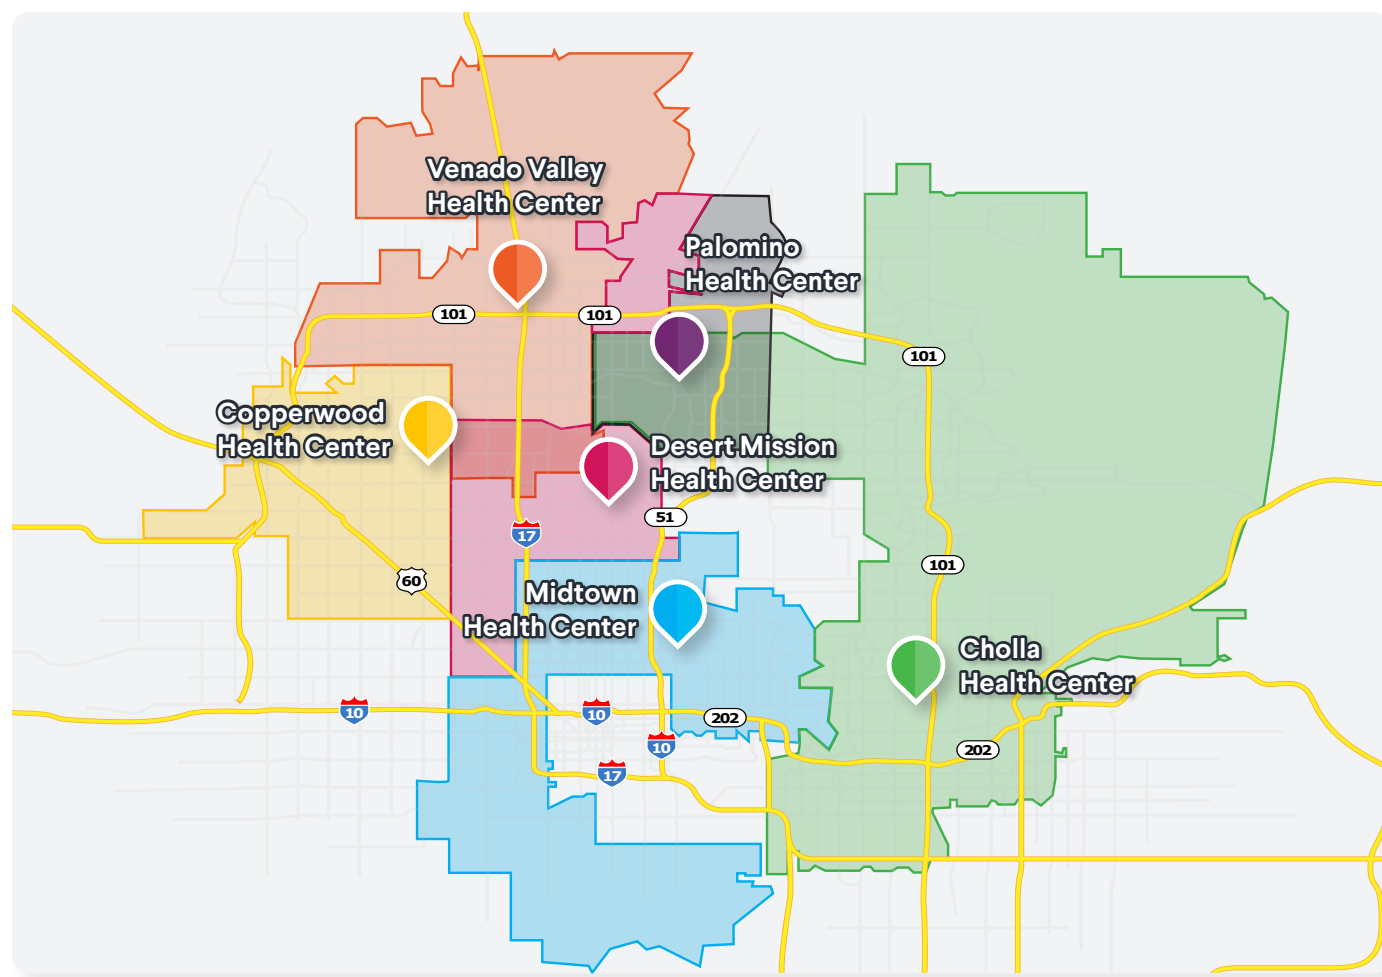 Venado Valley
Health Center
Palomino
Health Center
101
101
101
Copperwood
Health Center
Desert Mission
Health Center
51
17
101
60
Midtown
Health Center
Cholla
Health Center
10
10
202
10
202
17